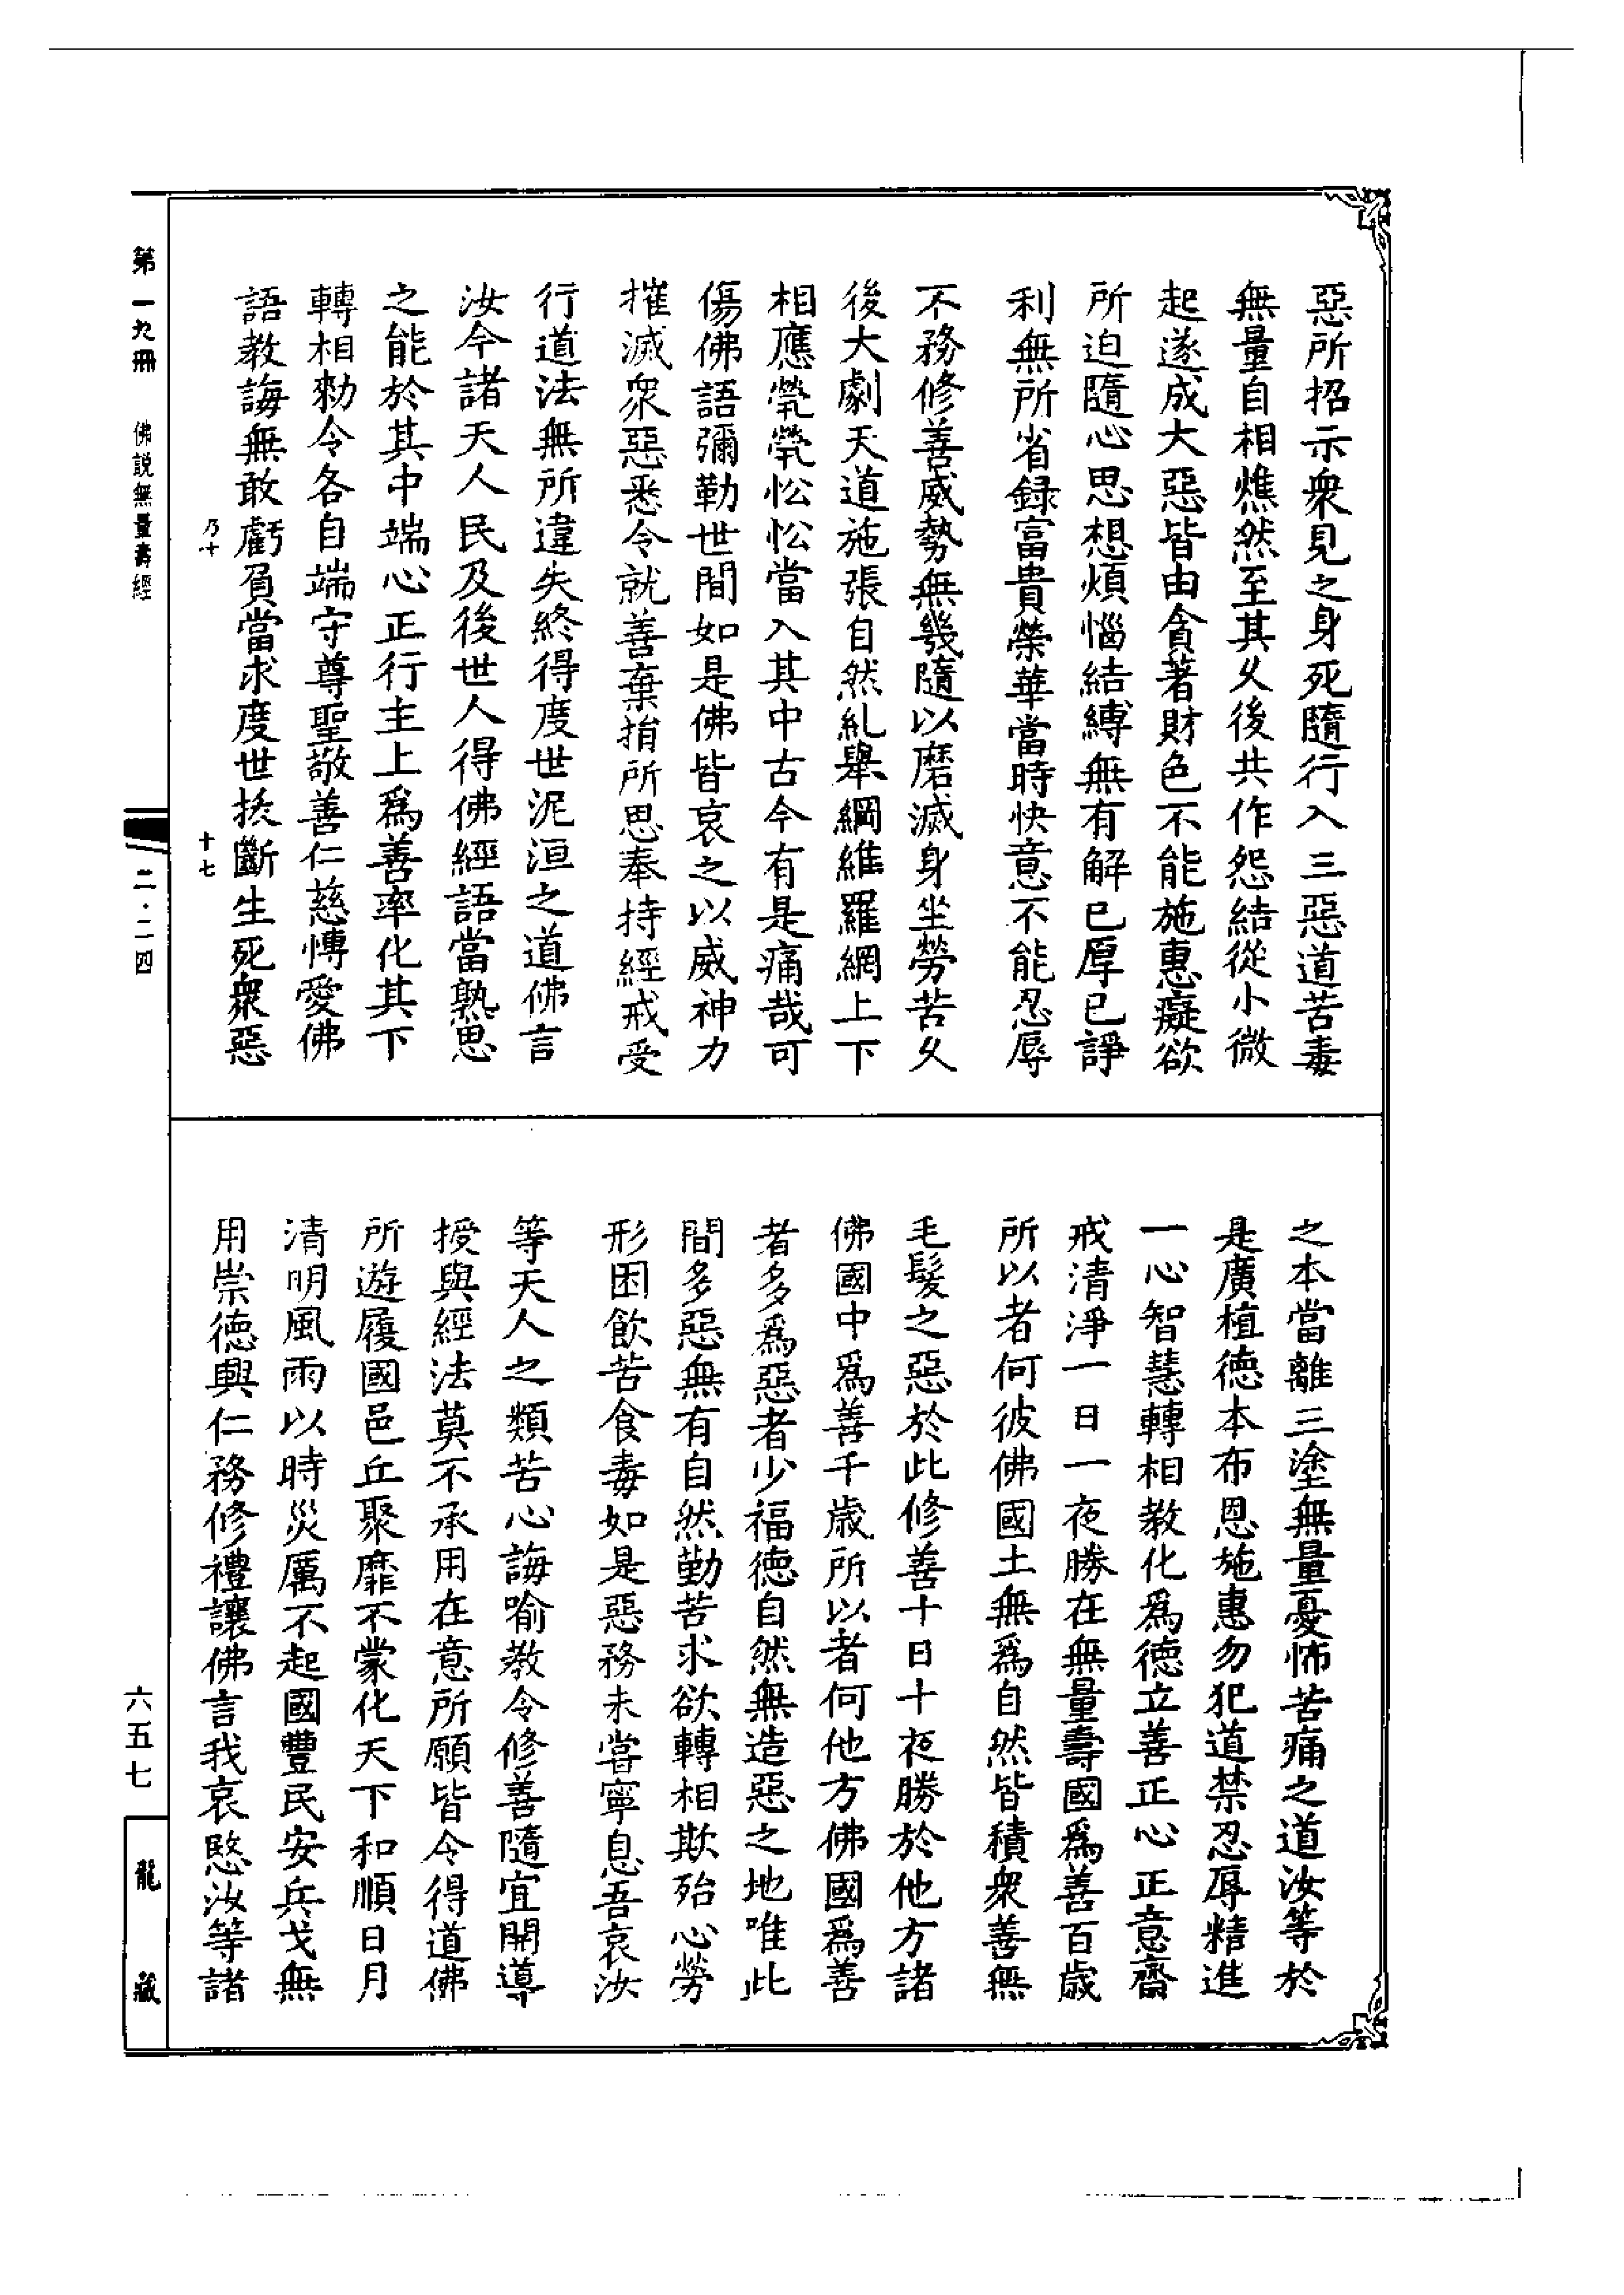 惡所招示衆見之身死隨行入三惡道苦毒
無量自相燋然至其久後共作怨結從小微
起遂成大惡皆由貪著財色不能施惠癡欲
所迫隨心思想煩惱結縛無有解已厚已諍
利無所省録富貴榮華當時快意不能忍辱
不務修善威勢無幾隨以磨滅身坐勞苦久
後大劇天道施張自然糺舉綱維羅網上下
相應煢煢忪忪當入其中古今有是痛哉可
傷佛語彌勒世間如是佛皆哀之以威神力
摧滅衆惡悉令就善棄捐所思奉持經戒受
行道法無所違失終得度世泥洹之道佛言
汝今諸天人民及後世人得佛經語當熟思
之能於其中端心正行主上爲善率化其下
轉相勑令各自端守尊聖敬善仁慈愽愛佛
語教誨無敢虧負當求度世拔斷生死衆惡
乃十
十七
之本當離三塗無量憂怖苦痛之道汝等於
是廣植德本布恩施惠勿犯道禁忍辱精進
一心智慧轉相教化爲德立善正心正意齋
戒清淨一日一夜勝在無量壽國爲善百歲
所以者何彼佛國土無爲自然皆積衆善無
毛髮之惡於此修善十日十夜勝於他方諸
佛國中爲善千歲所以者何他方佛國爲善
者多爲惡者少福德自然無造惡之地唯此
間多惡無有自然勤苦求欲轉相欺殆心勞
形困飲苦食毒如是惡務未嘗寧息吾哀汝
等天人之類苦心誨喻教令修善隨宜開導
授與經法莫不承用在意所願皆令得道佛
所遊履國邑丘聚靡不蒙化天下和順日月
清明風雨以時災厲不起國豐民安兵戈無
用崇德興仁務修禮讓佛言我哀愍汝等諸
第一九冊 佛説無量壽經
二·二四
六五七
龍藏